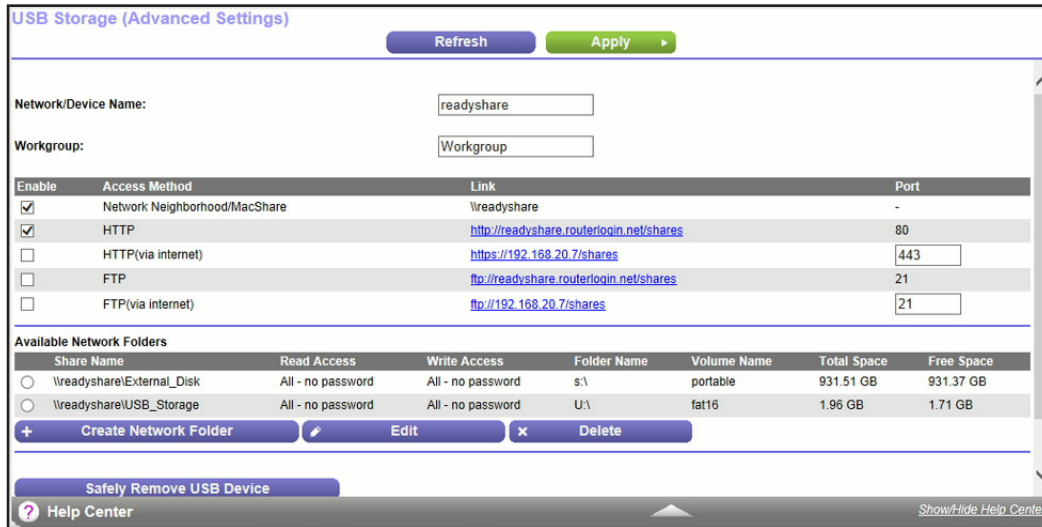 USB Storage (Advanced Settings)
Refresh Apply
Network/Device Name: readyshare
Workgroup: Workgroup
Enable Access Method Link Port
Network Neighborhood/MacShare \\readyshare -
HTTP http://readyshare.routerlogin.net/shares 80
HTTP(via internet) https://192.168.20.7/shares 443
FTP ftp://readyshare.routerlogin.net/shares 21
FTP(via internet) ftp://192.168.20.7/shares 21
Available Network Folders
Share Name Read Access Write Access Folder Name Volume Name Total Space Free Space
\\readyshare\External_Disk All - no password All - no password s:\ portable 931.51 GB 931.37 GB
\\readyshare\USB_Storage All - no password All - no password U:\ fat16 1.96 GB 1.71 GB
+ Create Network Folder Edit × Delete
Safely Remove USB Device
? Help Center Show/Hide Help Center